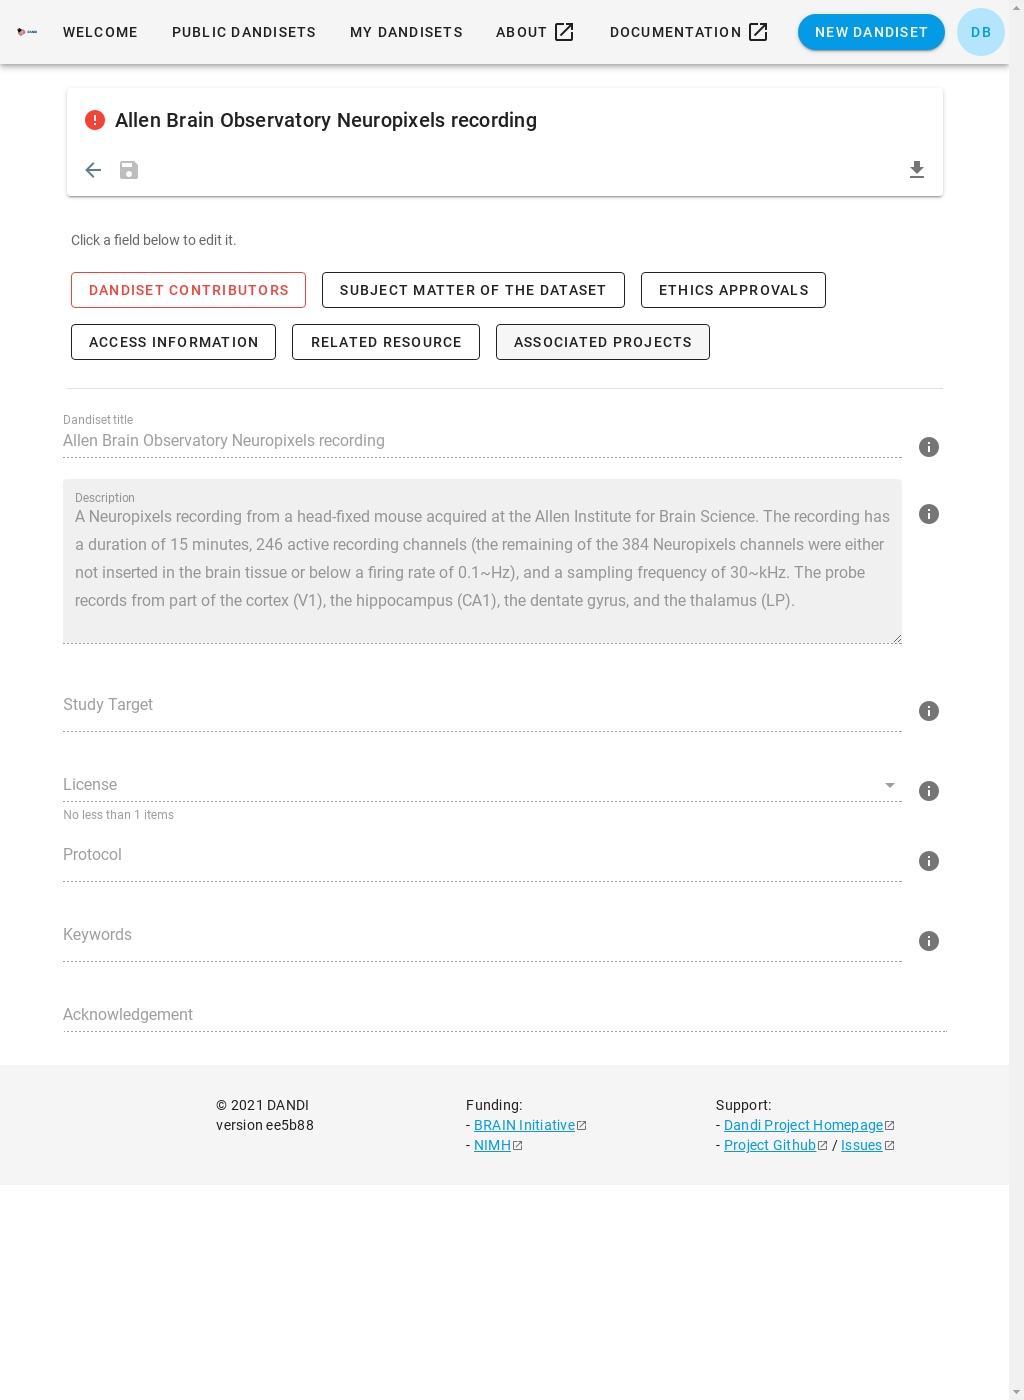 WELCOME PUBLIC DANDISETS MY DANDISETS ABOUT DOCUMENTATION NEW DANDISET DB
Allen Brain Observatory Neuropixels recording
Click a field below to edit it.
DANDISET CONTRIBUTORS SUBJECT MATTER OF THE DATASET ETHICS APPROVALS
ACCESS INFORMATION RELATED RESOURCE ASSOCIATED PROJECTS
Dandiset title
Allen Brain Observatory Neuropixels recording
Description
A Neuropixels recording from a head-fixed mouse acquired at the Allen Institute for Brain Science. The recording has
a duration of 15 minutes, 246 active recording channels (the remaining of the 384 Neuropixels channels were either
not inserted in the brain tissue or below a firing rate of 0.1~Hz), and a sampling frequency of 30~kHz. The probe
records from part of the cortex (V1), the hippocampus (CA1), the dentate gyrus, and the thalamus (LP).
Study Target
License
No less than 1 items
Protocol
Keywords
Acknowledgement
© 2021 DANDI
version ee5b88
Funding:
- BRAIN Initiative
- NIMH
Support:
- Dandi Project Homepage
- Project Github / Issues